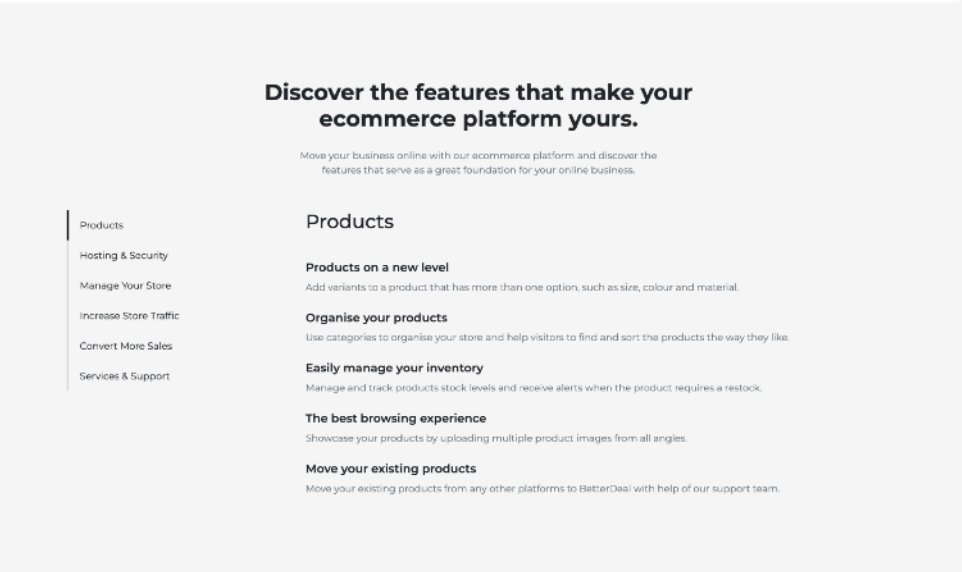 Discover the features that make your
ecommerce platform yours.
Move your business online with our ecommerce platform and discover the
features that serve as a great foundation for your online business.
Products
Hosting & Security
Manage Your Store
Increase Store Traffic
Convert More Sales
Services & Support
Products
Products on a new level
Add variants to a product that has more than one option, such as size, colour and material.
Organise your products
Use categories to organise your store and help visitors to find and sort the products the way they like.
Easily manage your inventory
Manage and track products stock levels and receive alerts when the product requires a restock.
The best browsing experience
Showcase your products by uploading multiple product images from all angles.
Move your existing products
Move your existing products from any other platforms to BetterDeal with help of our support team.